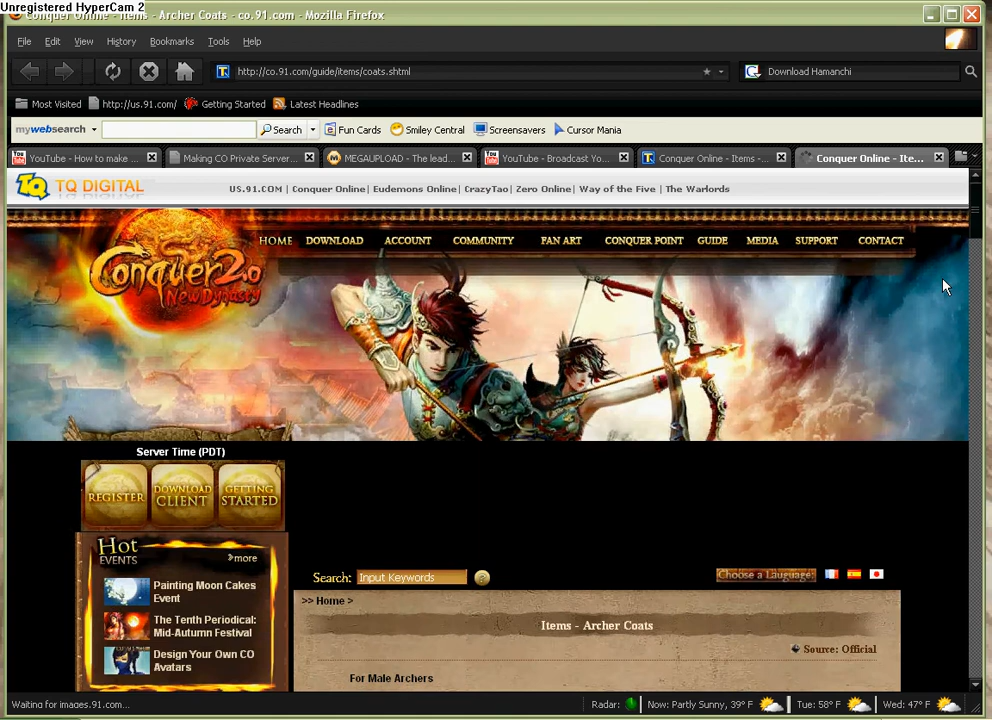 Unregistered HyperCam 2
Conquer Online - Items - Archer Coats - co.91.com - Mozilla Firefox
File Edit View History Bookmarks Tools Help
http://co.91.com/guide/items/coats.shtml
Download Hamanchi
Most Visited http://us.91.com/ Getting Started Latest Headlines
mywebsearch Search Fun Cards Smiley Central Screensavers Cursor Mania
YouTube - How to make ... Making CO Private Server... MEGAUPLOAD - The lead... YouTube - Broadcast Yo... Conquer Online - Items -... Conquer Online - Ite...
TQ TQ DIGITAL
US.91.COM | Conquer Online| Eudemons Online| CrazyTao| Zero Online| Way of the Five | The Warlords
HOME DOWNLOAD ACCOUNT COMMUNITY FAN ART CONQUER POINT GUIDE MEDIA SUPPORT CONTACT
Conquer2.0
New Dynasty
Server Time (PDT)
REGISTER
DOWNLOAD CLIENT
GETTING STARTED
Hot
EVENTS
»more
Painting Moon Cakes
Event
The Tenth Periodical:
Mid-Autumn Festival
Design Your Own CO
Avatars
Search: Input Keywords ?
Choose a Language!
>> Home >
Items - Archer Coats
Source: Official
For Male Archers
Waiting for images.91.com...
Radar: Now: Partly Sunny, 39° F Tue: 58° F Wed: 47° F